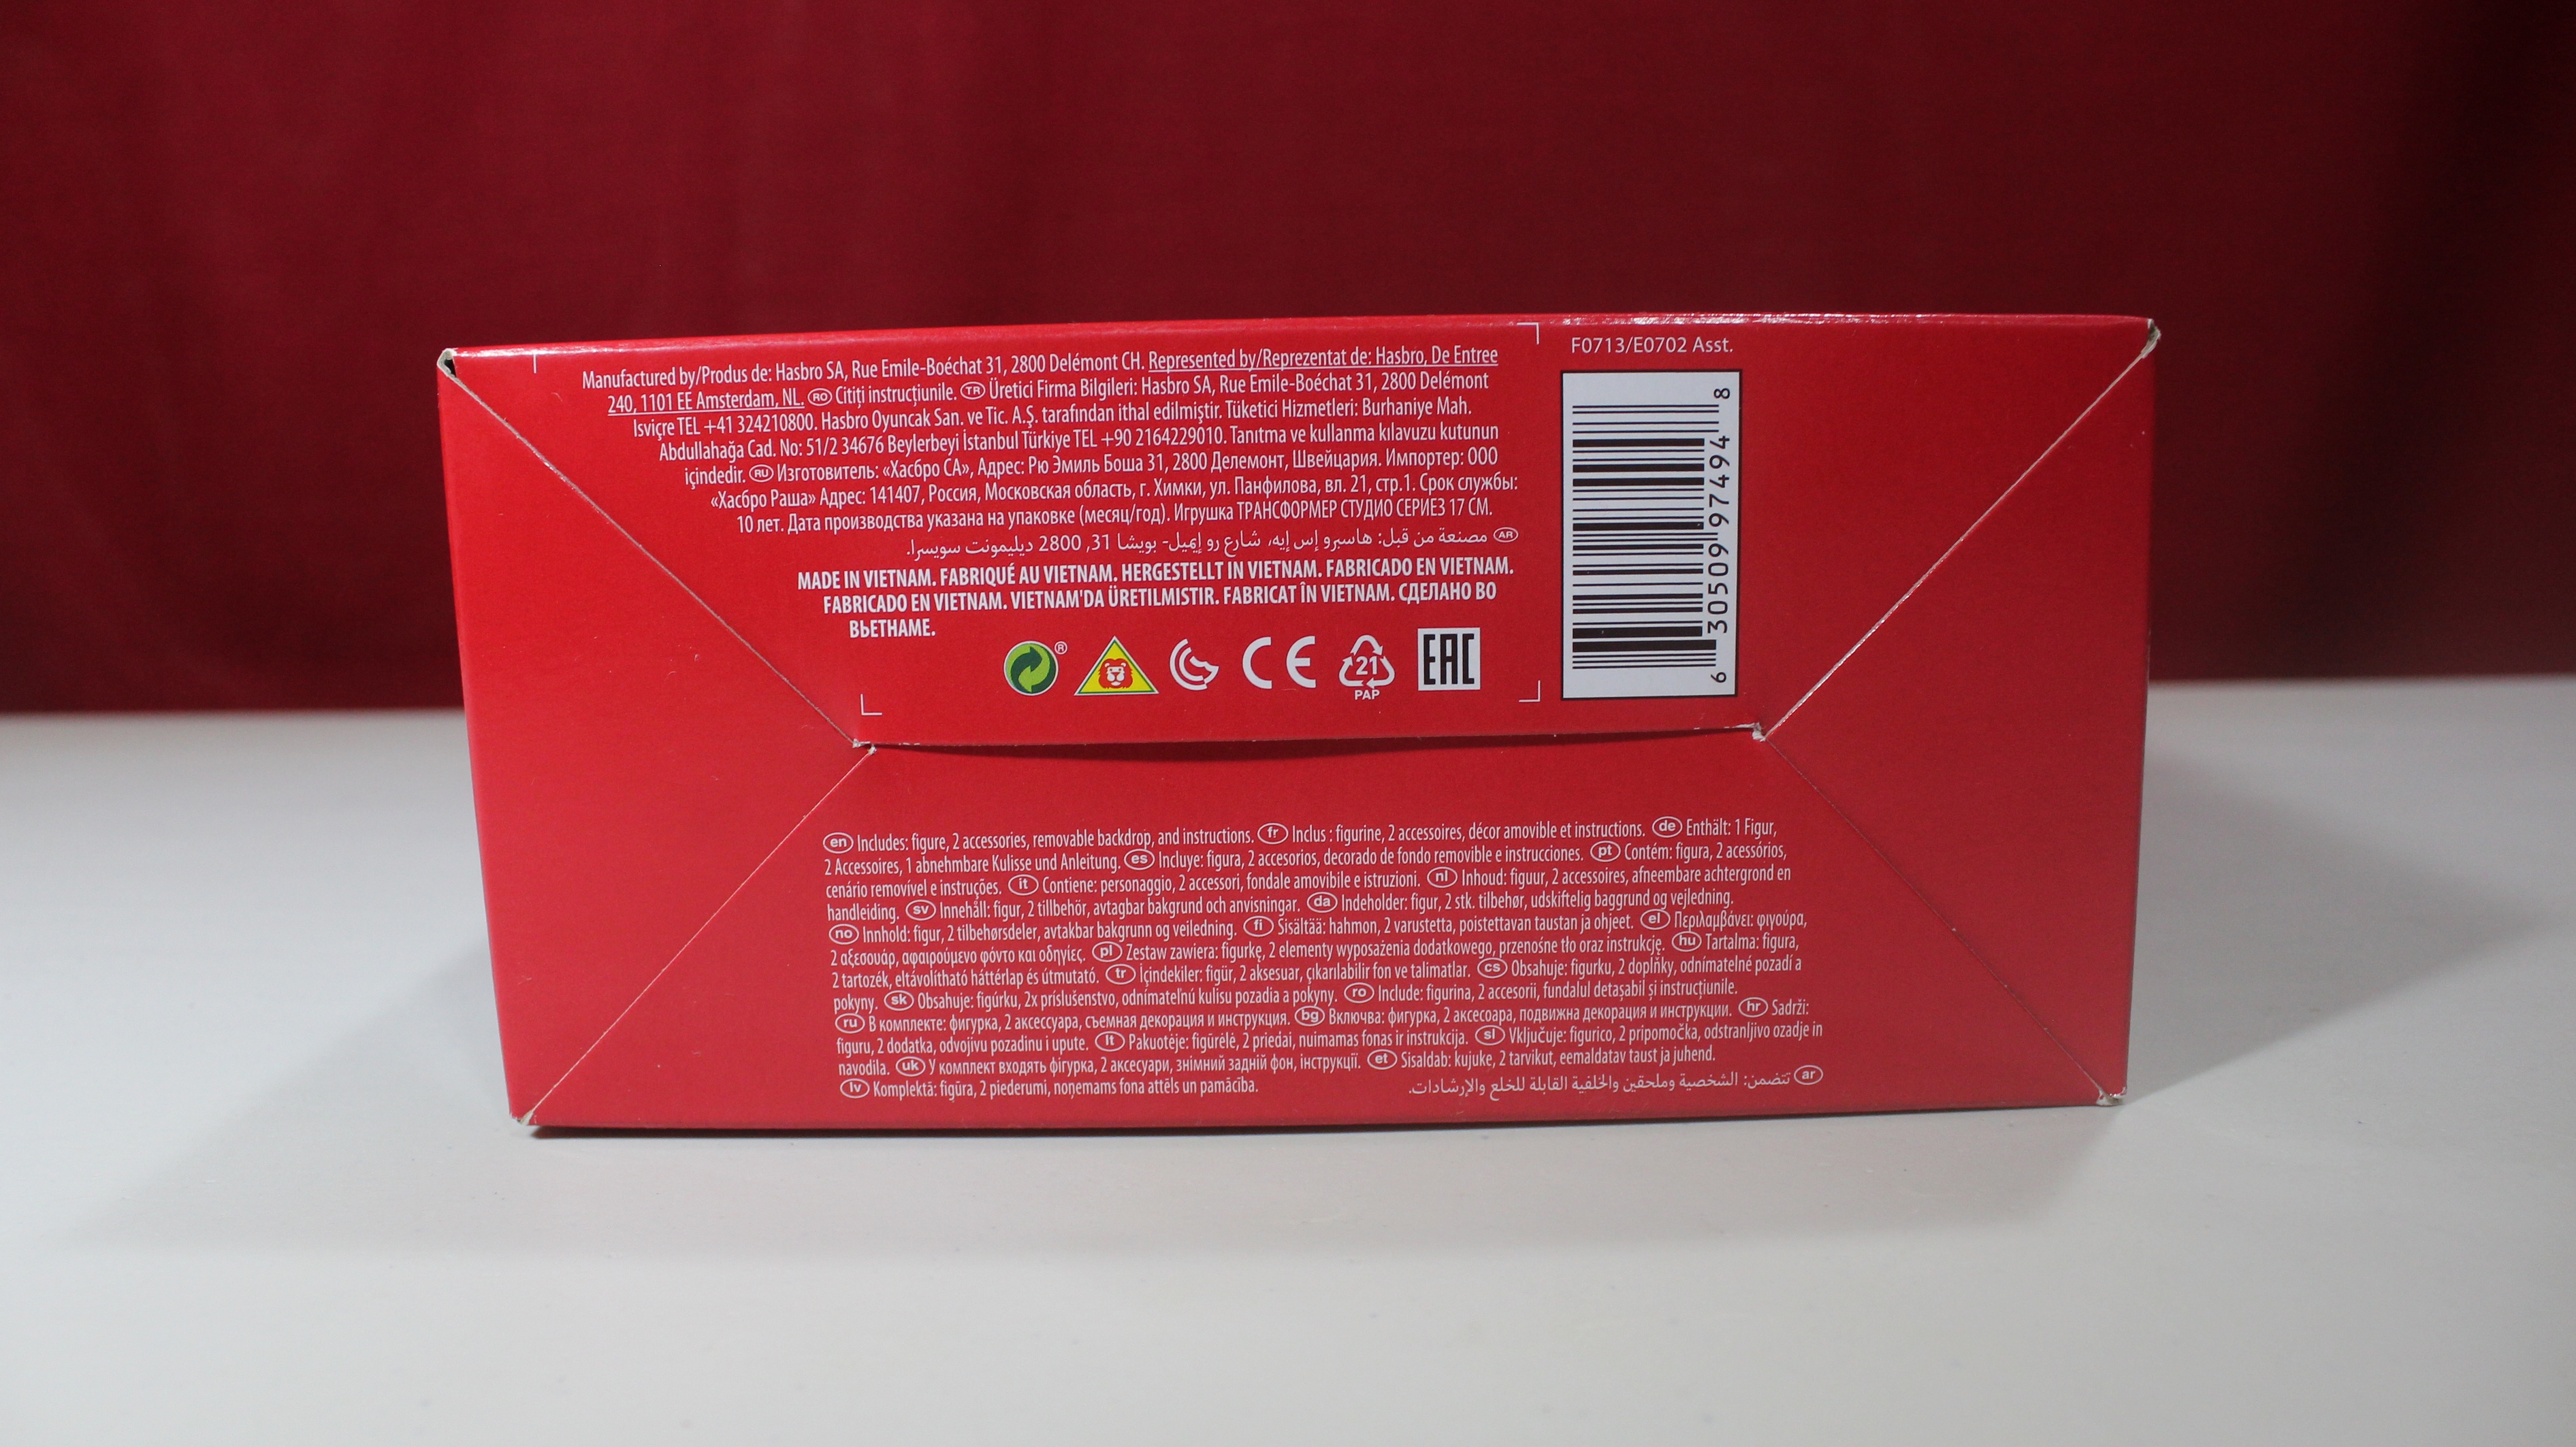 Manufactured by/Produs de: Hasbro SA, Rue Emile-Boéchat 31, 2800 Delémont CH. Represented by/Reprezentat de: Hasbro, De Entree
240, 1101 EE Amsterdam, NL. RO Citiți instrucțiunile. TR Üretici Firma Bilgileri: Hasbro SA, Rue Emile-Boéchat 31, 2800 Delémont
Isviçre TEL +41 324210800. Hasbro Oyuncak San. ve Tic. A.Ş. tarafından ithal edilmiştir. Tüketici Hizmetleri: Burhaniye Mah.
Abdullahağa Cad. No: 51/2 34676 Beylerbeyi İstanbul Türkiye TEL +90 2164229010. Tanıtma ve kullanma kılavuzu kutunun
içindedir. RU Изготовитель: «Хасбро СА», Адрес: Рю Эмиль Боша 31, 2800 Делемонт, Швейцария. Импортер: ООО
«Хасбро Раша» Адрес: 141407, Россия, Московская область, г. Химки, ул. Панфилова, вл. 21, стр.1. Срок службы:
10 лет. Дата производства указана на упаковке (месяц/год). Игрушка ТРАНСФОРМЕР СТУДИО СЕРИЕЗ 17 СМ.
AR مصنعة من قبل: هاسبرو إس إيه، شارع رو إيميل- بويشا 31, 2800 ديليمونت سويسرا.
MADE IN VIETNAM. FABRIQUÉ AU VIETNAM. HERGESTELLT IN VIETNAM. FABRICADO EN VIETNAM.
FABRICADO EN VIETNAM. VIETNAM'DA ÜRETILMISTIR. FABRICAT ÎN VIETNAM. СДЕЛАНО ВО
ВЬЕТНАМЕ.
® CE 21 PAP EAC
F0713/E0702 Asst.
6 30509 97494 8
en Includes: figure, 2 accessories, removable backdrop, and instructions. fr Inclus : figurine, 2 accessoires, décor amovible et instructions. de Enthält: 1 Figur,
2 Accessoires, 1 abnehmbare Kulisse und Anleitung. es Incluye: figura, 2 accesorios, decorado de fondo removible e instrucciones. pt Contém: figura, 2 acessórios,
cenário removível e instruções. it Contiene: personaggio, 2 accessori, fondale amovibile e istruzioni. nl Inhoud: figuur, 2 accessoires, afneembare achtergrond en
handleiding. sv Innehåll: figur, 2 tillbehör, avtagbar bakgrund och anvisningar. da Indeholder: figur, 2 stk. tilbehør, udskiftelig baggrund og vejledning.
no Innhold: figur, 2 tilbehørsdeler, avtakbar bakgrunn og veiledning. fi Sisältää: hahmon, 2 varustetta, poistettavan taustan ja ohjeet. el Περιλαμβάνει: φιγούρα,
2 αξεσουάρ, αφαιρούμενο φόντο και οδηγίες. pl Zestaw zawiera: figurkę, 2 elementy wyposażenia dodatkowego, przenośne tło oraz instrukcję. hu Tartalma: figura,
2 tartozék, eltávolítható háttérlap és útmutató. tr İçindekiler: figür, 2 aksesuar, çıkarılabilir fon ve talimatlar. cs Obsahuje: figurku, 2 doplňky, odnímatelné pozadí a
pokyny. sk Obsahuje: figúrku, 2x príslušenstvo, odnímateľnú kulisu pozadia a pokyny. ro Include: figurina, 2 accesorii, fundalul detașabil și instrucțiunile.
ru В комплекте: фигурка, 2 аксессуара, съемная декорация и инструкция. bg Включва: фигурка, 2 аксесоара, подвижна декорация и инструкции. hr Sadrži:
figuru, 2 dodatka, odvojivu pozadinu i upute. lt Pakuotėje: figūrėlė, 2 priedai, nuimamas fonas ir instrukcija. sl Vključuje: figurico, 2 pripomočka, odstranljivo ozadje in
navodila. uk У комплект входять фігурка, 2 аксесуари, знімний задній фон, інструкції. et Sisaldab: kujuke, 2 tarvikut, eemaldatav taust ja juhend.
lv Komplektā: figūra, 2 piederumi, noņemams fona attēls un pamācība. ar تتضمن: الشخصية وملحقين والخلفية القابلة للخلع والإرشادات.